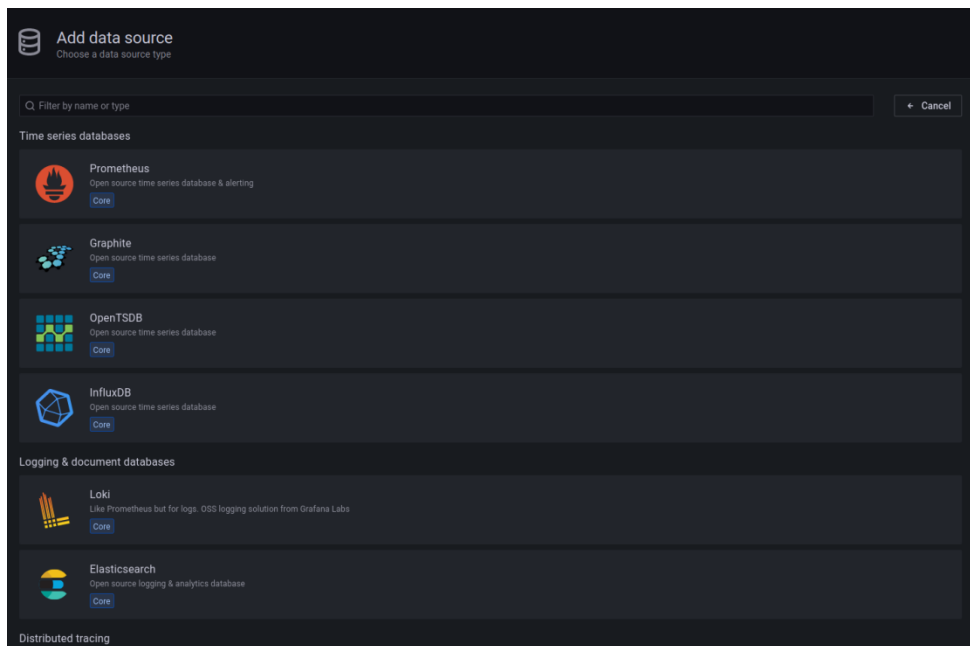 Add data source
Choose a data source type
Filter by name or type
Cancel
Time series databases
Prometheus
Open source time series database & alerting
Core
Graphite
Open source time series database
Core
OpenTSDB
Open source time series database
Core
InfluxDB
Open source time series database
Core
Logging & document databases
Loki
Like Prometheus but for logs. OSS logging solution from Grafana Labs
Core
Elasticsearch
Open source logging & analytics database
Core
Distributed tracing